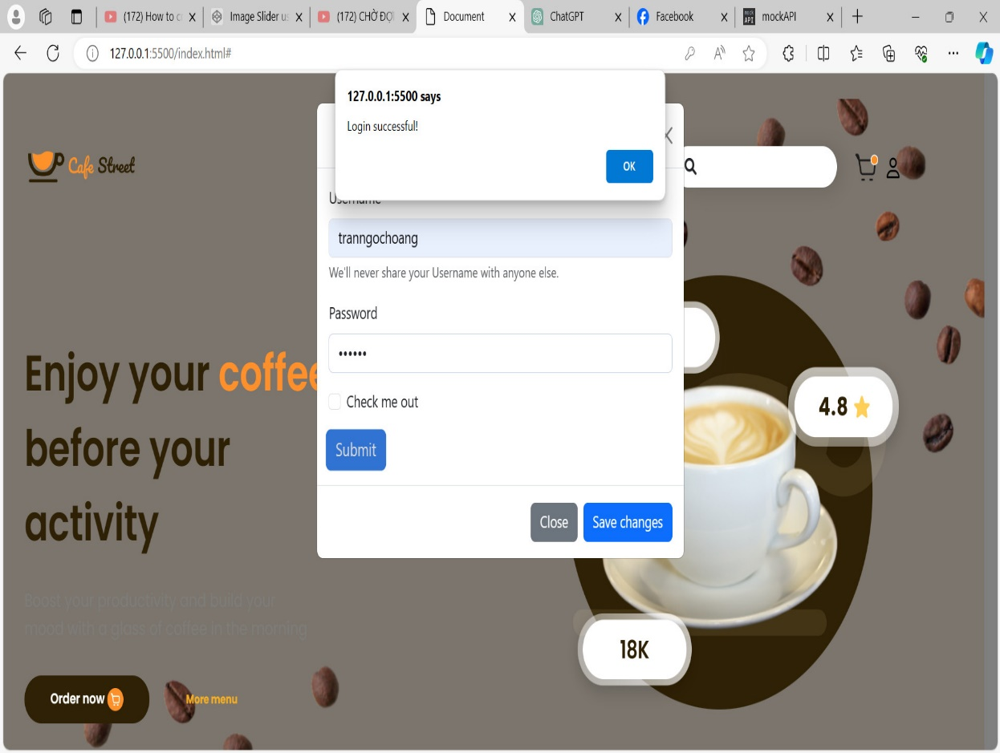 (172) How to c
Image Slider us
(172) CHỜ ĐỢI
Document
ChatGPT
Facebook
mockAPI
127.0.0.1:5500/index.html#
127.0.0.1:5500 says
Login successful!
OK
Cafe Street
Username
tranngochoang
We'll never share your Username with anyone else.
Password
••••••
Check me out
Submit
Close
Save changes
Enjoy your coffee
before your
activity
Boost your productivity and build your
mood with a glass of coffee in the morning
Order now
More menu
4.8
18K